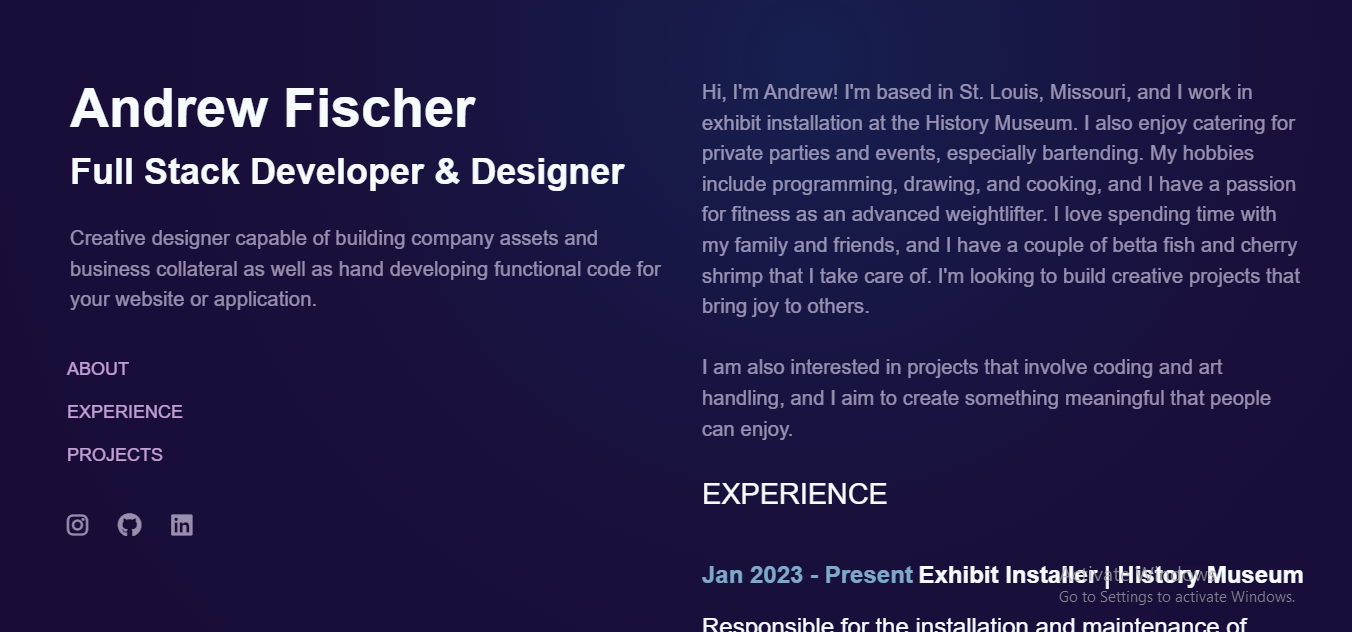 Andrew Fischer
Full Stack Developer & Designer
Creative designer capable of building company assets and
business collateral as well as hand developing functional code for
your website or application.
ABOUT
EXPERIENCE
PROJECTS
Hi, I'm Andrew! I'm based in St. Louis, Missouri, and I work in
exhibit installation at the History Museum. I also enjoy catering for
private parties and events, especially bartending. My hobbies
include programming, drawing, and cooking, and I have a passion
for fitness as an advanced weightlifter. I love spending time with
my family and friends, and I have a couple of betta fish and cherry
shrimp that I take care of. I'm looking to build creative projects that
bring joy to others.
I am also interested in projects that involve coding and art
handling, and I aim to create something meaningful that people
can enjoy.
EXPERIENCE
Jan 2023 - Present Exhibit Installer | History Museum
Activate Windows
Go to Settings to activate Windows.
Responsible for the installation and maintenance of